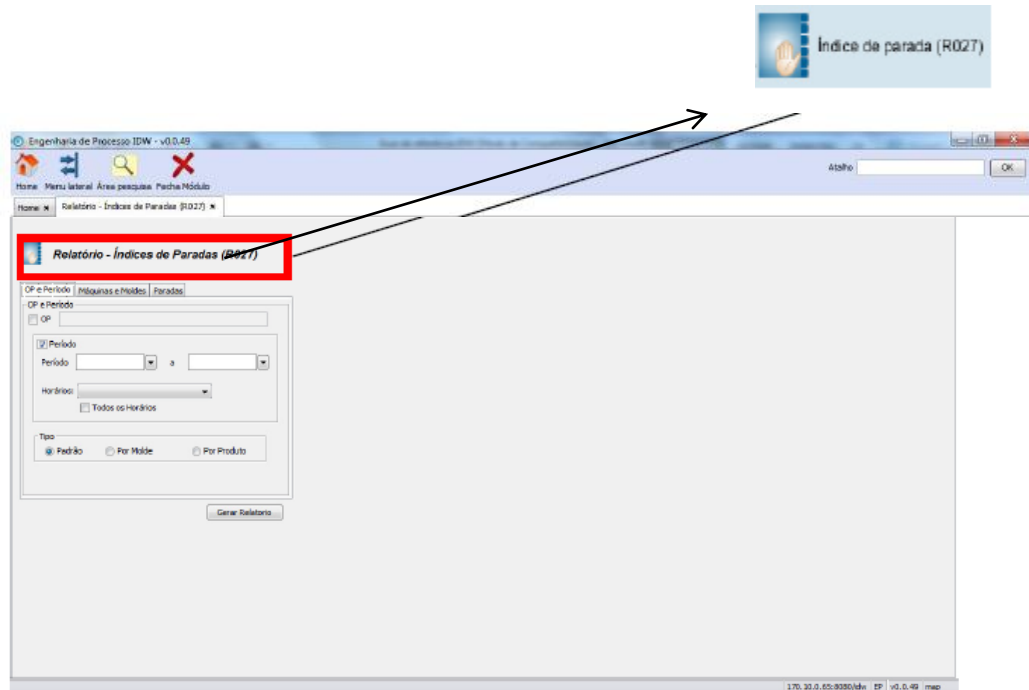 Índice de parada (R027)
Engenharia de Processo IDW - v0.0.49
Home Menu lateral Área pesquisa Fecha Módulo
Atalho OK
Home Relatório - Índices de Paradas (R027)
Relatório - Índices de Paradas (R027)
OP e Período Máquinas e Moldes Paradas
OP e Período
OP
Período
Período a
Horários:
Todos os Horários
Tipo
Padrão Por Molde Por Produto
Gerar Relatorio
170.10.0.65:8080/idw EP v0.0.49 map